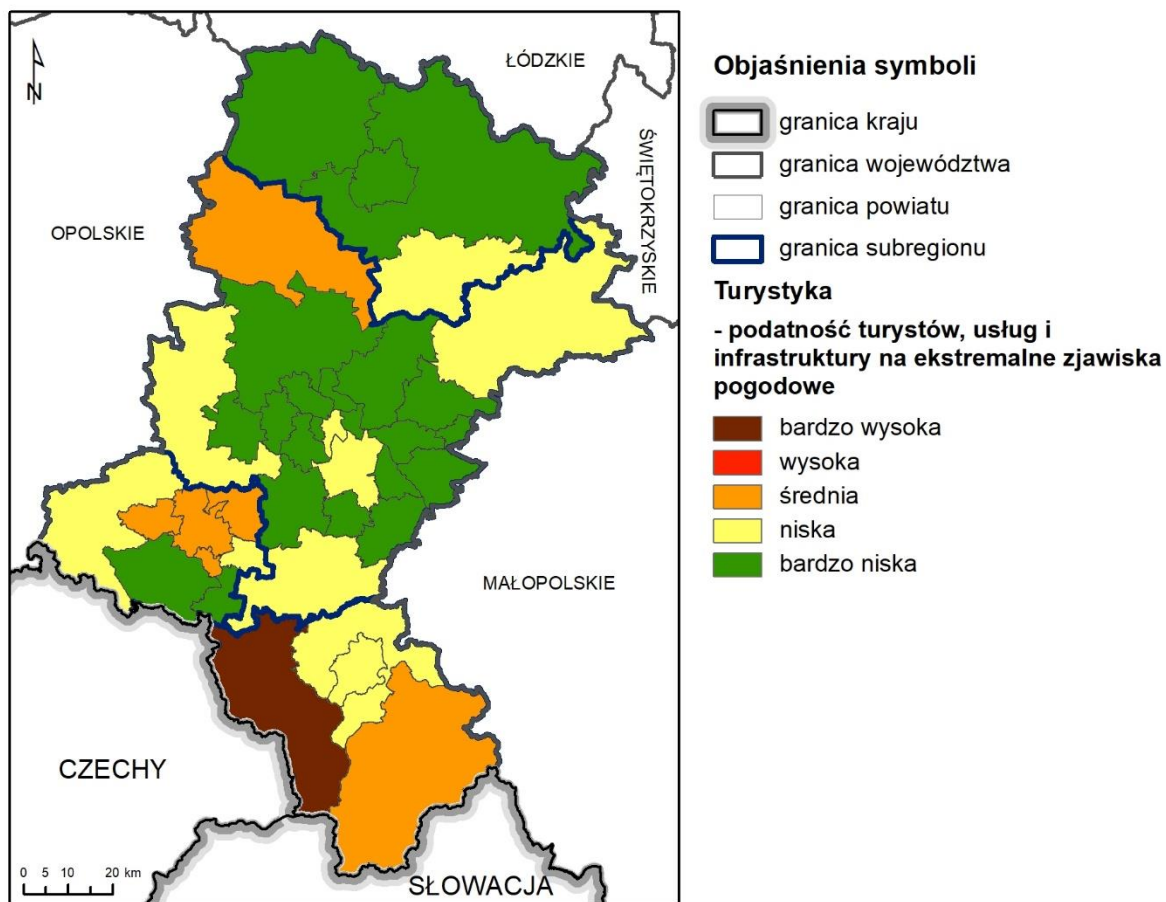 N
ŁÓDZKIE
ŚWIĘTOKRZYSKIE
OPOLSKIE
MAŁOPOLSKIE
CZECHY
SŁOWACJA
0 5 10 20 km
Objaśnienia symboli
granica kraju
granica województwa
granica powiatu
granica subregionu
Turystyka
- podatność turystów, usług i
infrastruktury na ekstremalne zjawiska
pogodowe
bardzo wysoka
wysoka
średnia
niska
bardzo niska